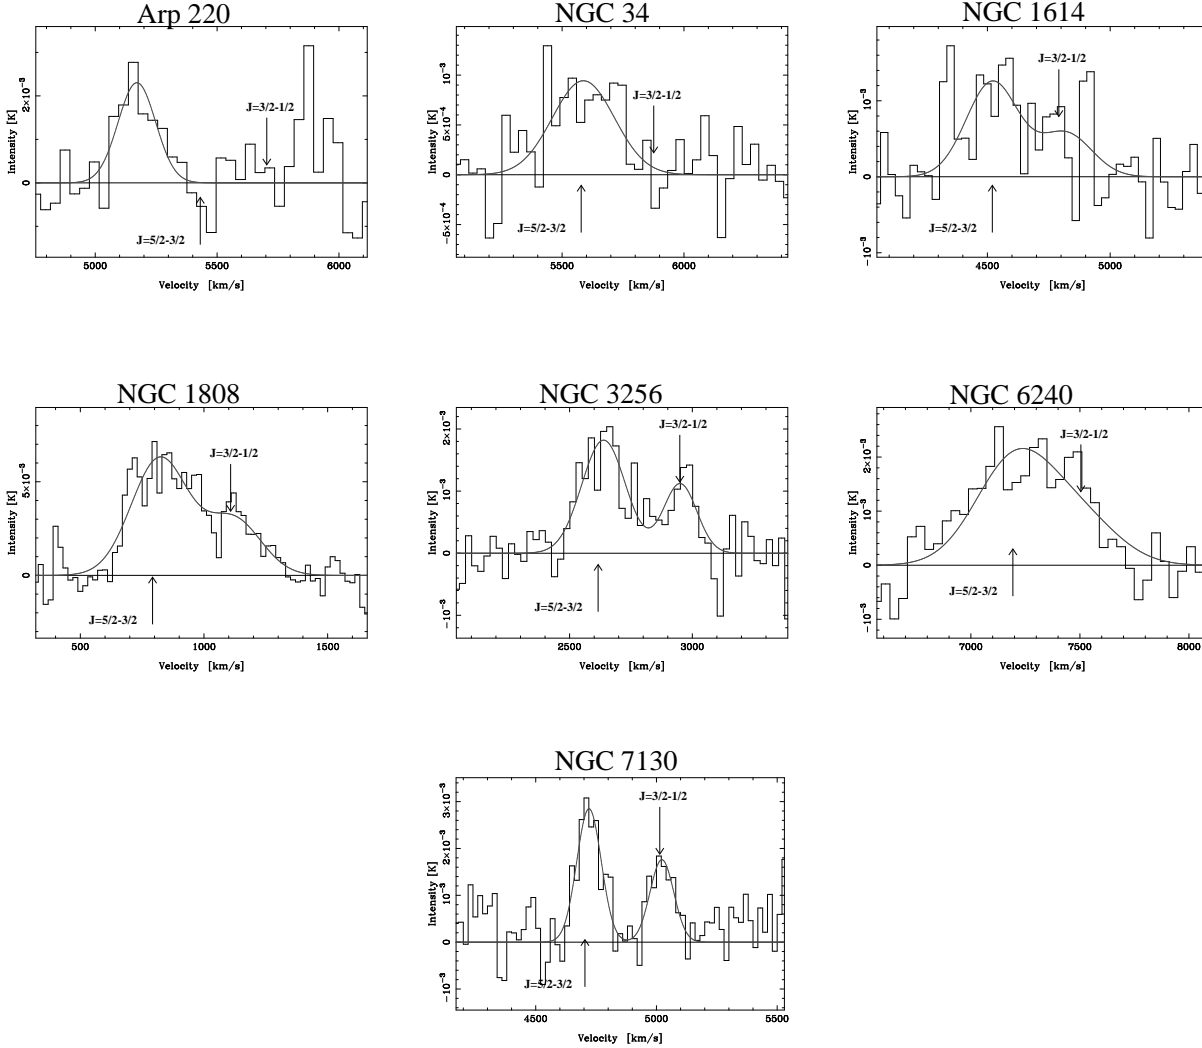 Arp 220
NGC 34
NGC 1614
Intensity [K]
2×10⁻³
0
J=3/2-1/2
J=5/2-3/2
5000
5500
6000
Velocity [km/s]
Intensity [K]
10⁻³
5×10⁻⁴
0
−5×10⁻⁴
J=3/2-1/2
J=5/2-3/2
5500
6000
Velocity [km/s]
Intensity [K]
10⁻³
0
−10⁻³
J=3/2-1/2
J=5/2-3/2
4500
5000
Velocity [km/s]
NGC 1808
NGC 3256
NGC 6240
Intensity [K]
5×10⁻³
0
J=3/2-1/2
J=5/2-3/2
500
1000
1500
Velocity [km/s]
Intensity [K]
2×10⁻³
10⁻³
0
−10⁻³
J=3/2-1/2
J=5/2-3/2
2500
3000
Velocity [km/s]
Intensity [K]
2×10⁻³
10⁻³
0
−10⁻³
J=3/2-1/2
J=5/2-3/2
7000
7500
8000
Velocity [km/s]
NGC 7130
Intensity [K]
3×10⁻³
2×10⁻³
10⁻³
0
−10⁻³
J=3/2-1/2
J=5/2-3/2
4500
5000
5500
Velocity [km/s]